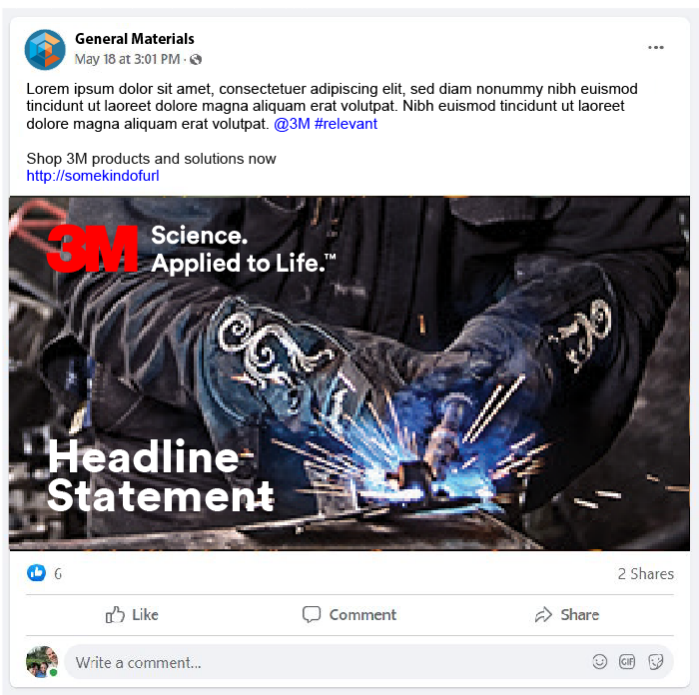 General Materials
May 18 at 3:01 PM ·
Lorem ipsum dolor sit amet, consectetuer adipiscing elit, sed diam nonummy nibh euismod
tincidunt ut laoreet dolore magna aliquam erat volutpat. Nibh euismod tincidunt ut laoreet
dolore magna aliquam erat volutpat. @3M #relevant
Shop 3M products and solutions now
http://somekindofurl
3M Science.
Applied to Life.™
Headline
Statement
6 2 Shares
Like Comment Share
Write a comment... GIF